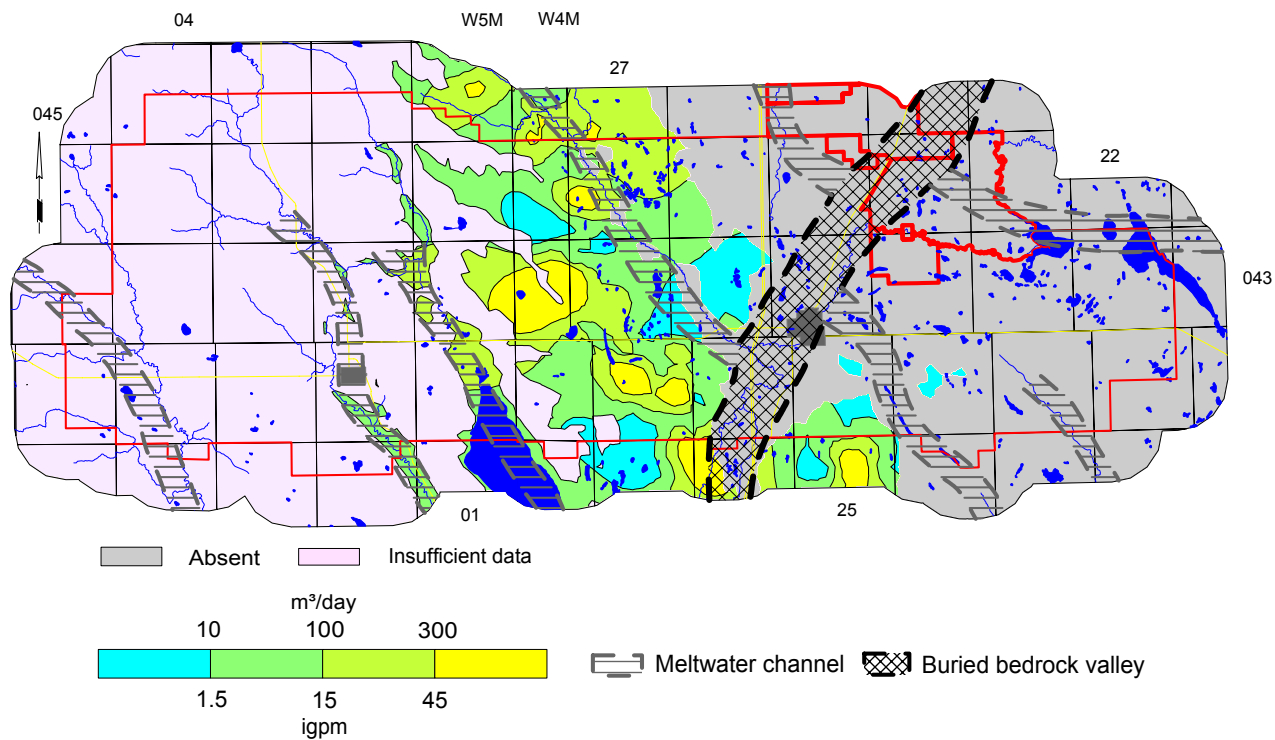 04
W5M
W4M
27
045
22
043
01
25
Absent
Insufficient data
m³/day
10
100
300
1.5
15
45
igpm
Meltwater channel
Buried bedrock valley